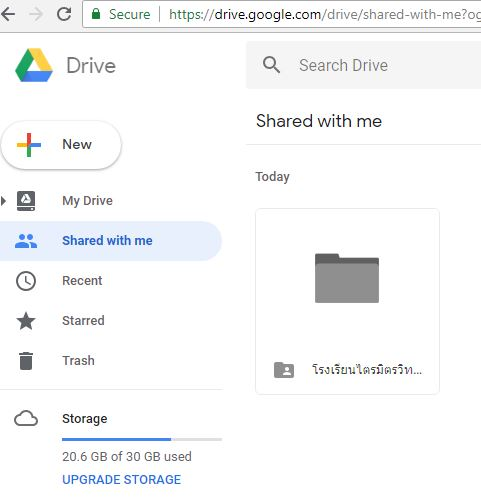 Secure
https://drive.google.com/drive/shared-with-me?og
Drive
Search Drive
New
Shared with me
Today
My Drive
Shared with me
Recent
Starred
Trash
โรงเรียนไตรมิตรวิท...
Storage
20.6 GB of 30 GB used
UPGRADE STORAGE